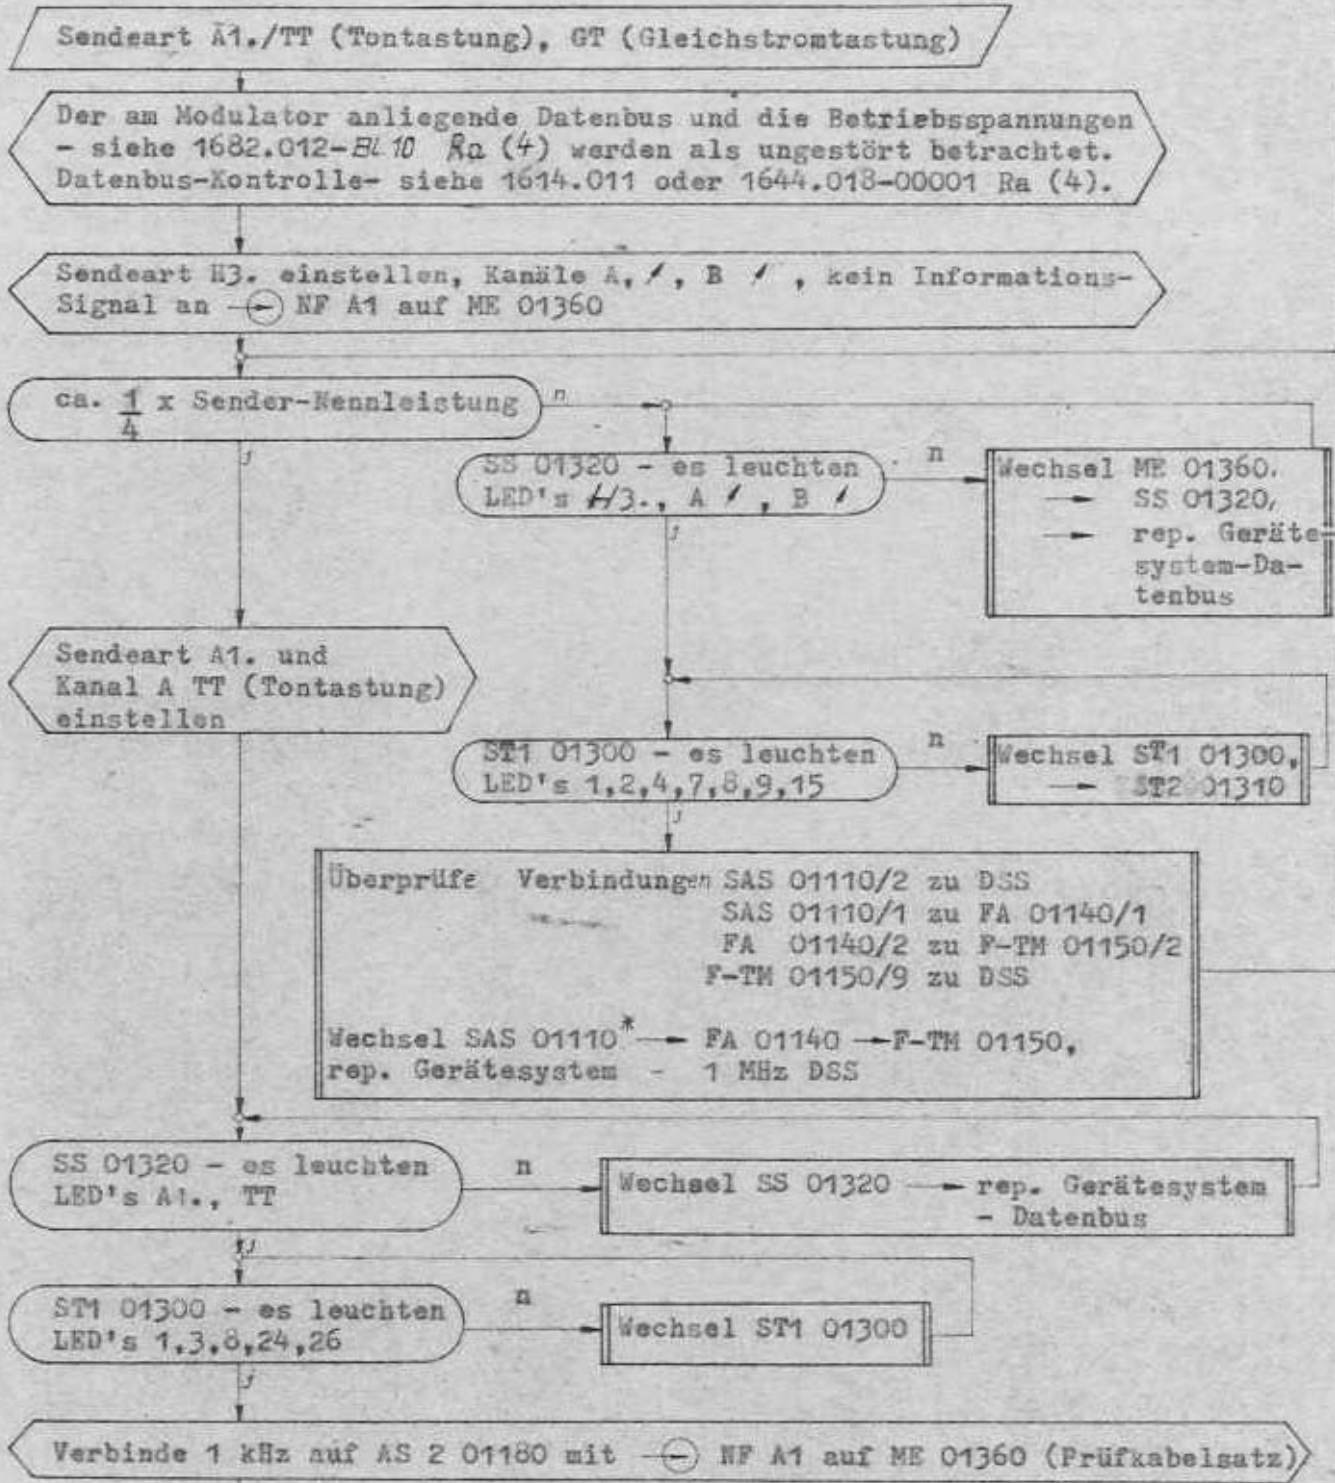 Sendeart A1./TT (Tontastung), GT (Gleichstromtastung)
Der am Modulator anliegende Datenbus und die Betriebsspannungen
- siehe 1682.012-Bl.10 Ra (4) werden als ungestört betrachtet.
Datenbus-Kontrolle- siehe 1614.011 oder 1644.018-00001 Ra (4).
Sendeart H3. einstellen, Kanäle A, /, B /, kein Informations-
Signal an NF A1 auf ME 01360
ca. 1/4 x Sender-Nennleistung
n
j
SS 01320 - es leuchten
LED's H3., A /, B /
n
j
Wechsel ME 01360.
→ SS 01320,
→ rep. Geräte-
system-Da-
tenbus
Sendeart A1. und
Kanal A TT (Tontastung)
einstellen
ST1 01300 - es leuchten
LED's 1,2,4,7,8,9,15
n
j
Wechsel ST1 01300,
→ ST2 01310
Überprüfe Verbindungen SAS 01110/2 zu DSS
SAS 01110/1 zu FA 01140/1
FA 01140/2 zu F-TM 01150/2
F-TM 01150/9 zu DSS
Wechsel SAS 01110* → FA 01140 → F-TM 01150,
rep. Gerätesystem - 1 MHz DSS
SS 01320 - es leuchten
LED's A1., TT
n
j
Wechsel SS 01320 → rep. Gerätesystem
- Datenbus
ST1 01300 - es leuchten
LED's 1,3,8,24,26
n
j
Wechsel ST1 01300
Verbinde 1 kHz auf AS 2 01180 mit NF A1 auf ME 01360 (Prüfkabelsatz)